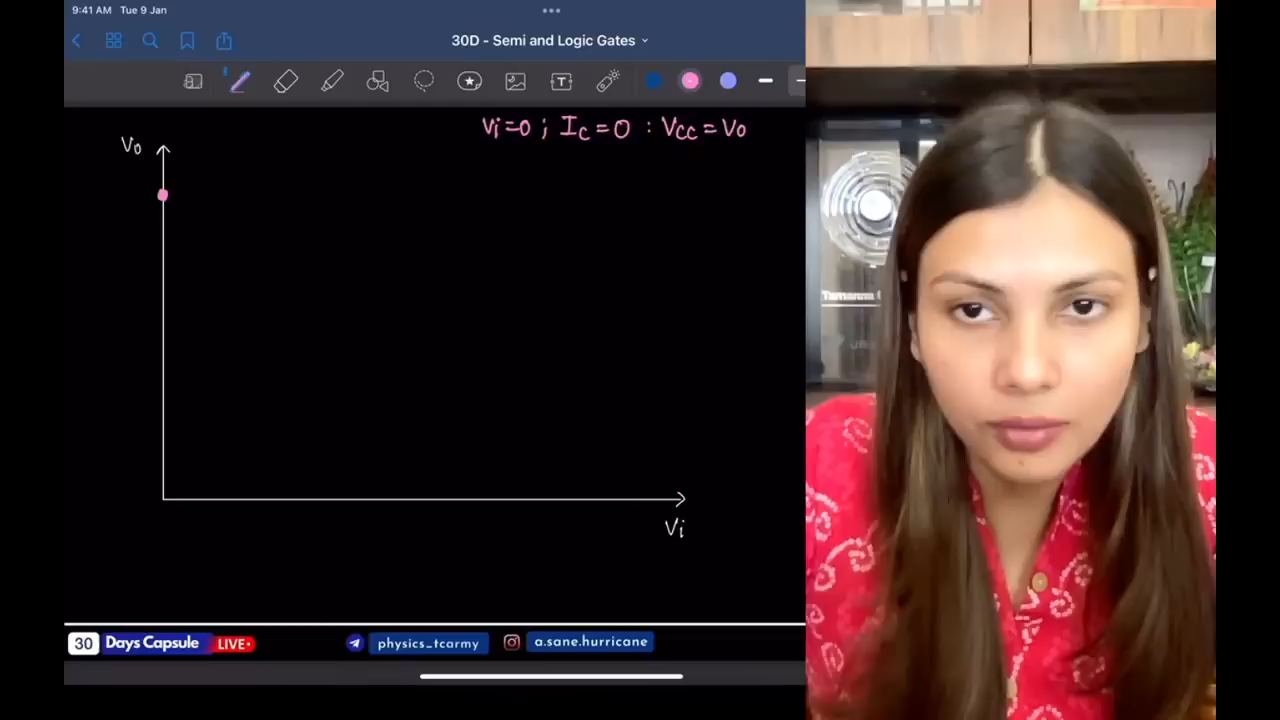 9:41 AM Tue 9 Jan
30D - Semi and Logic Gates
T
Vi=0 ; Ic=0 : Vcc=Vo
Vo
Vi
30 Days Capsule LIVE
physics_tcarmy
a.sane.hurricane